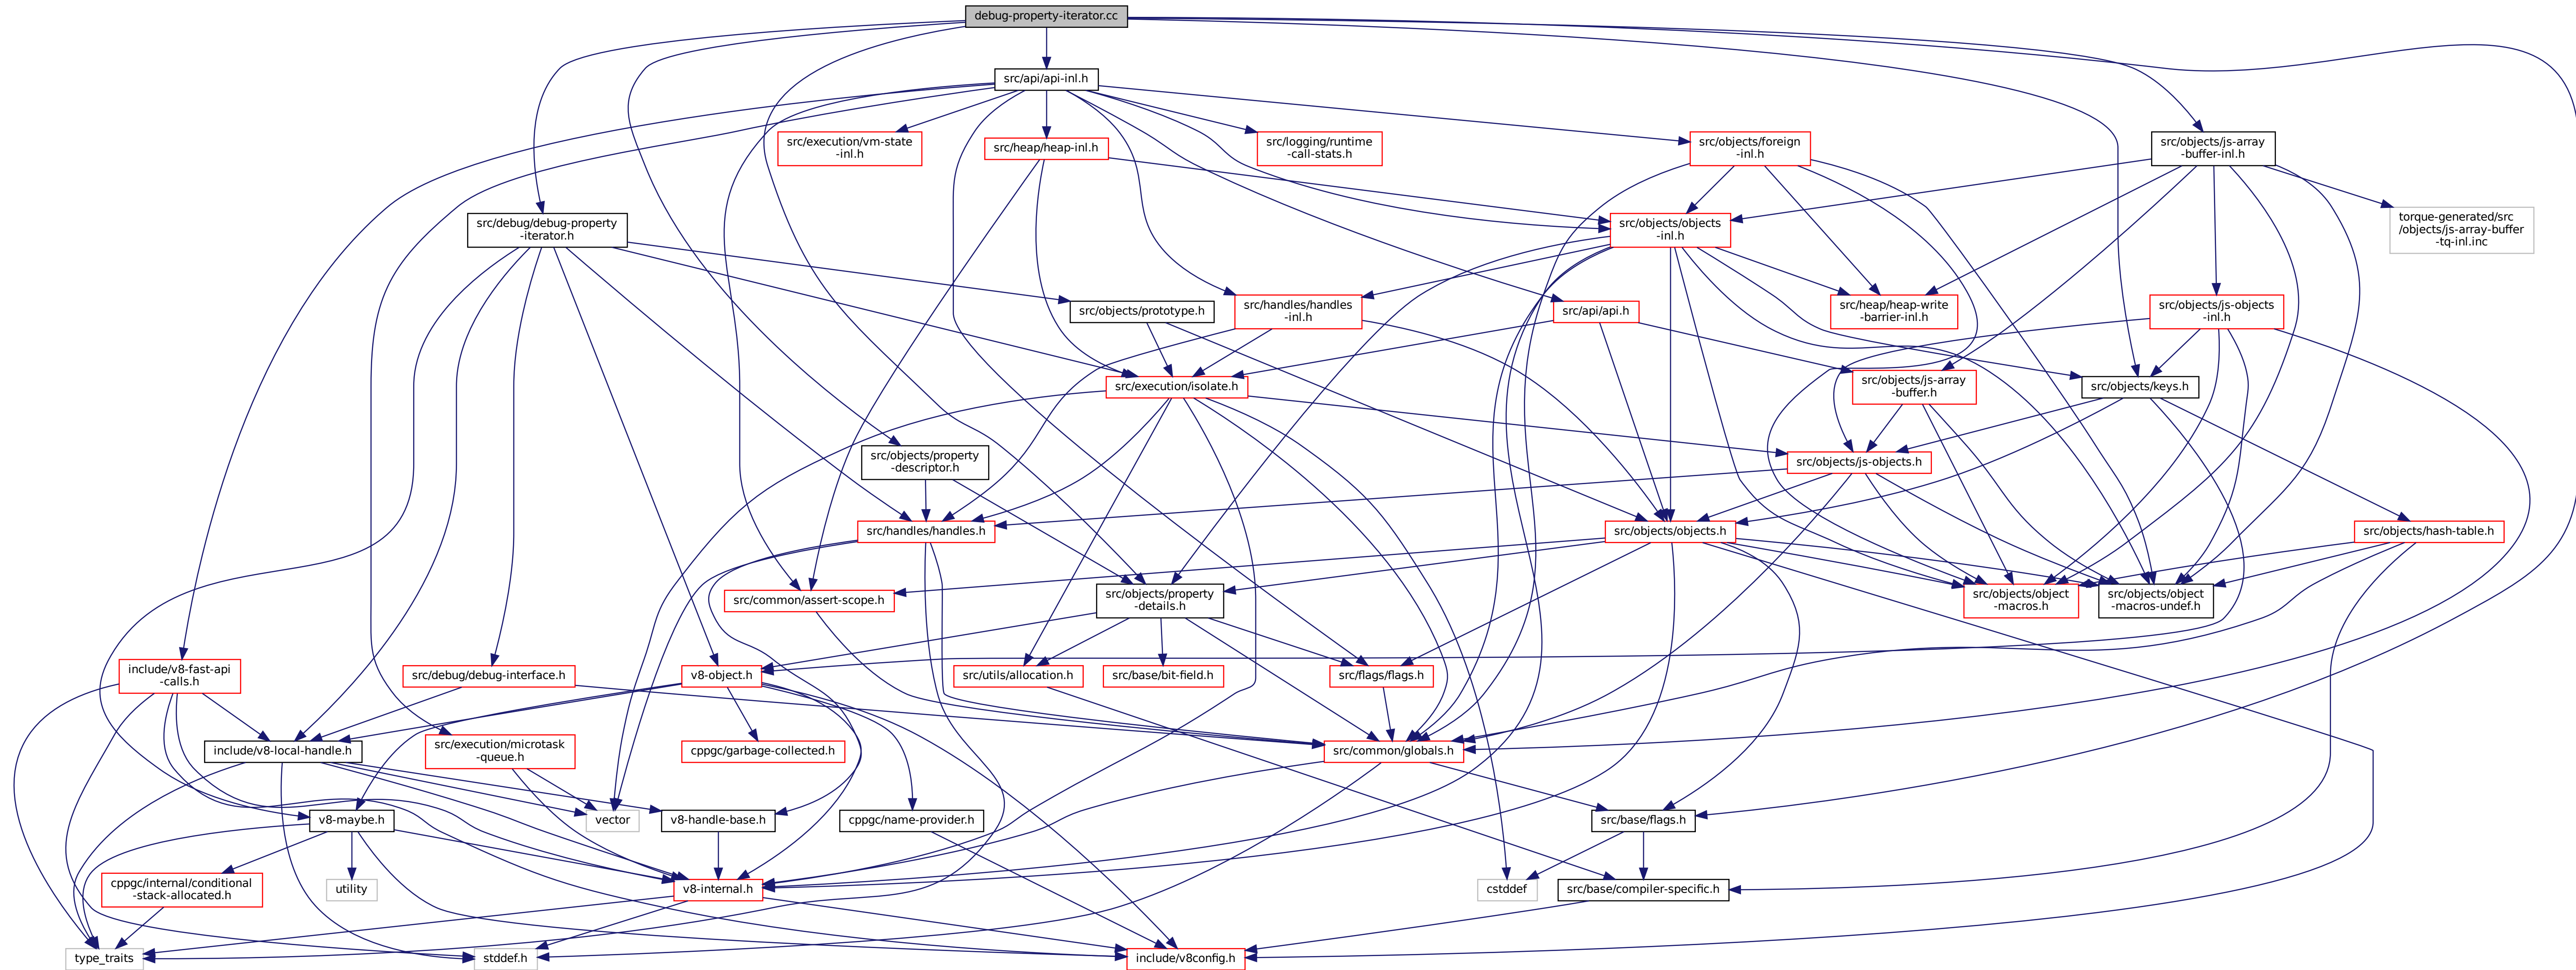 debug-property-iterator.cc
src/api/api-inl.h
src/execution/vm-state
-inl.h
src/heap/heap-inl.h
src/logging/runtime
-call-stats.h
src/objects/foreign
-inl.h
src/objects/js-array
-buffer-inl.h
src/debug/debug-property
-iterator.h
src/objects/objects
-inl.h
torque-generated/src
/objects/js-array-buffer
-tq-inl.inc
src/objects/prototype.h
src/handles/handles
-inl.h
src/api/api.h
src/heap/heap-write
-barrier-inl.h
src/objects/js-objects
-inl.h
src/execution/isolate.h
src/objects/js-array
-buffer.h
src/objects/keys.h
src/objects/property
-descriptor.h
src/objects/js-objects.h
src/handles/handles.h
src/objects/objects.h
src/objects/hash-table.h
src/common/assert-scope.h
src/objects/property
-details.h
src/objects/object
-macros.h
src/objects/object
-macros-undef.h
include/v8-fast-api
-calls.h
src/debug/debug-interface.h
v8-object.h
src/utils/allocation.h
src/base/bit-field.h
src/flags/flags.h
include/v8-local-handle.h
src/execution/microtask
-queue.h
cppgc/garbage-collected.h
src/common/globals.h
v8-maybe.h
vector
v8-handle-base.h
cppgc/name-provider.h
src/base/flags.h
cppgc/internal/conditional
-stack-allocated.h
utility
v8-internal.h
cstddef
src/base/compiler-specific.h
type_traits
stddef.h
include/v8config.h